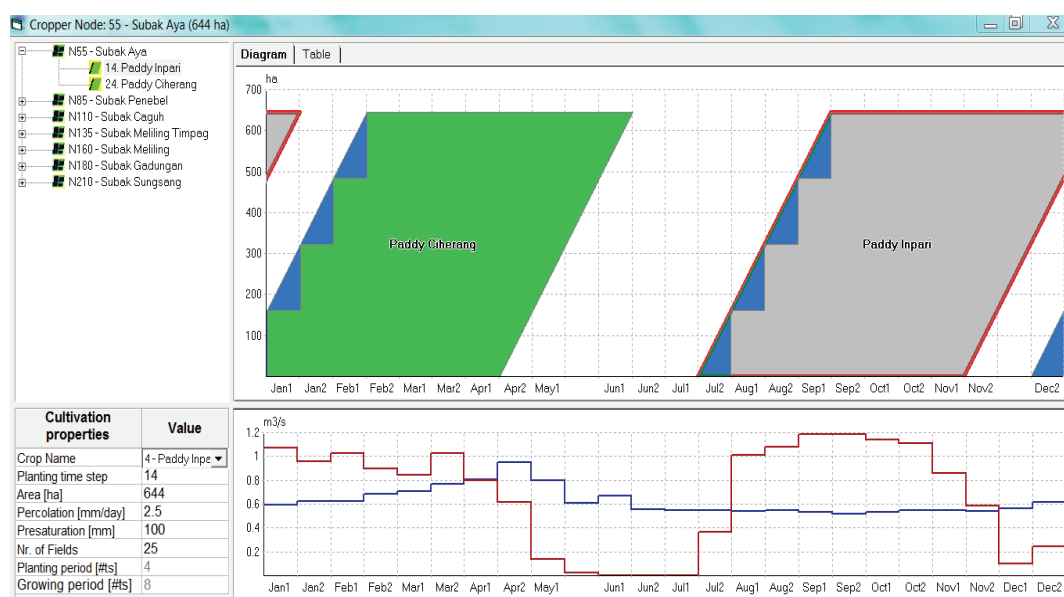 Cropper Node: 55 - Subak Aya (644 ha)
N55 - Subak Aya
14. Paddy Inpari
24. Paddy Ciherang
N85 - Subak Penebel
N110 - Subak Caguh
N135 - Subak Meliling Timpag
N160 - Subak Meliling
N180 - Subak Gadungan
N210 - Subak Sungsang
Diagram Table
ha
700
600
500
400
300
200
100
Paddy Ciherang
Paddy Inpari
Jan1 Jan2 Feb1 Feb2 Mar1 Mar2 Apr1 Apr2 May1 Jun1 Jun2 Jul1 Jul2 Aug1 Aug2 Sep1 Sep2 Oct1 Oct2 Nov1 Nov2 Dec2
Cultivation properties Value
Crop Name 4 - Paddy Inpe
Planting time step 14
Area [ha] 644
Percolation [mm/day] 2.5
Presaturation [mm] 100
Nr. of Fields 25
Planting period [#ts] 4
Growing period [#ts] 8
m3/s
1.2
1
0.8
0.6
0.4
0.2
Jan1 Jan2 Feb1 Feb2 Mar1 Mar2 Apr1 Apr2 May1 Jun1 Jun2 Jul1 Jul2 Aug1 Aug2 Sep1 Sep2 Oct1 Oct2 Nov1 Nov2 Dec1 Dec2